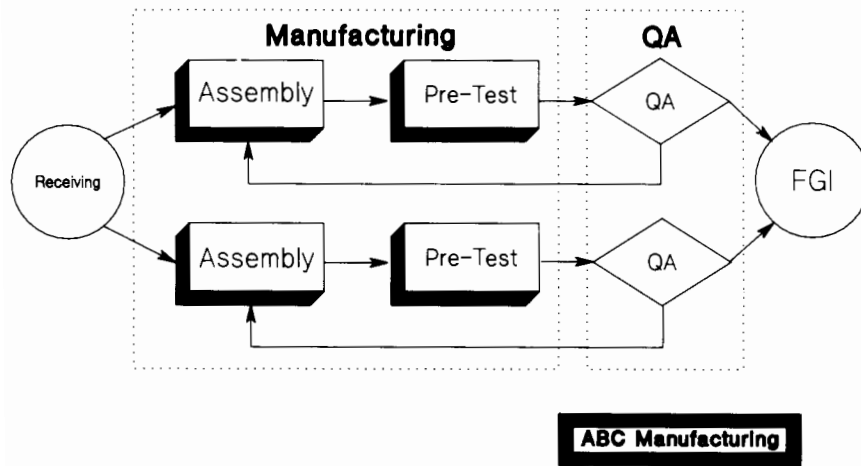 Manufacturing
QA
Assembly
Pre-Test
QA
Receiving
FGI
Assembly
Pre-Test
QA
ABC Manufacturing